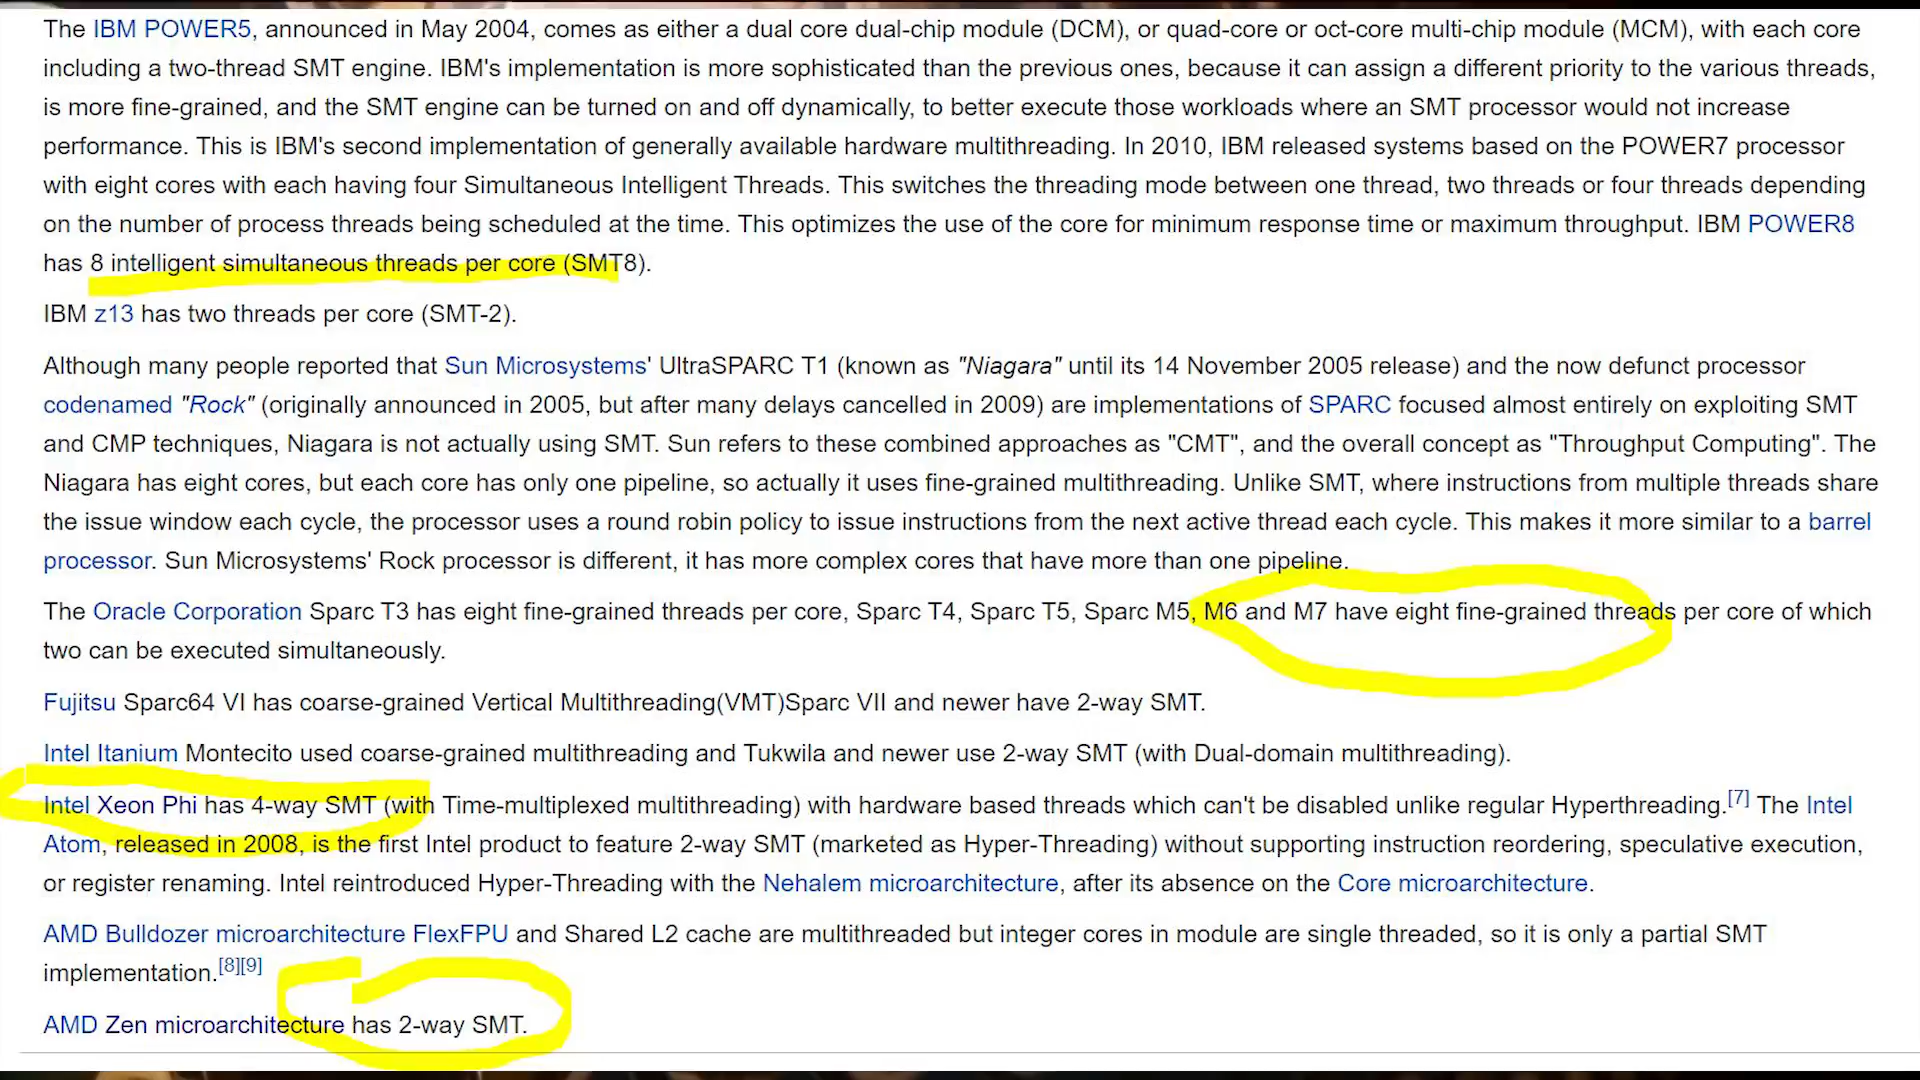 The IBM POWER5, announced in May 2004, comes as either a dual core dual-chip module (DCM), or quad-core or oct-core multi-chip module (MCM), with each core
including a two-thread SMT engine. IBM's implementation is more sophisticated than the previous ones, because it can assign a different priority to the various threads,
is more fine-grained, and the SMT engine can be turned on and off dynamically, to better execute those workloads where an SMT processor would not increase
performance. This is IBM's second implementation of generally available hardware multithreading. In 2010, IBM released systems based on the POWER7 processor
with eight cores with each having four Simultaneous Intelligent Threads. This switches the threading mode between one thread, two threads or four threads depending
on the number of process threads being scheduled at the time. This optimizes the use of the core for minimum response time or maximum throughput. IBM POWER8
has 8 intelligent simultaneous threads per core (SMT8).
IBM z13 has two threads per core (SMT-2).
Although many people reported that Sun Microsystems' UltraSPARC T1 (known as "Niagara" until its 14 November 2005 release) and the now defunct processor
codenamed "Rock" (originally announced in 2005, but after many delays cancelled in 2009) are implementations of SPARC focused almost entirely on exploiting SMT
and CMP techniques, Niagara is not actually using SMT. Sun refers to these combined approaches as "CMT", and the overall concept as "Throughput Computing". The
Niagara has eight cores, but each core has only one pipeline, so actually it uses fine-grained multithreading. Unlike SMT, where instructions from multiple threads share
the issue window each cycle, the processor uses a round robin policy to issue instructions from the next active thread each cycle. This makes it more similar to a barrel
processor. Sun Microsystems' Rock processor is different, it has more complex cores that have more than one pipeline.
The Oracle Corporation Sparc T3 has eight fine-grained threads per core, Sparc T4, Sparc T5, Sparc M5, M6 and M7 have eight fine-grained threads per core of which
two can be executed simultaneously.
Fujitsu Sparc64 VI has coarse-grained Vertical Multithreading(VMT)Sparc VII and newer have 2-way SMT.
Intel Itanium Montecito used coarse-grained multithreading and Tukwila and newer use 2-way SMT (with Dual-domain multithreading).
Intel Xeon Phi has 4-way SMT (with Time-multiplexed multithreading) with hardware based threads which can't be disabled unlike regular Hyperthreading.[7] The Intel
Atom, released in 2008, is the first Intel product to feature 2-way SMT (marketed as Hyper-Threading) without supporting instruction reordering, speculative execution,
or register renaming. Intel reintroduced Hyper-Threading with the Nehalem microarchitecture, after its absence on the Core microarchitecture.
AMD Bulldozer microarchitecture FlexFPU and Shared L2 cache are multithreaded but integer cores in module are single threaded, so it is only a partial SMT
implementation.[8][9]
AMD Zen microarchitecture has 2-way SMT.